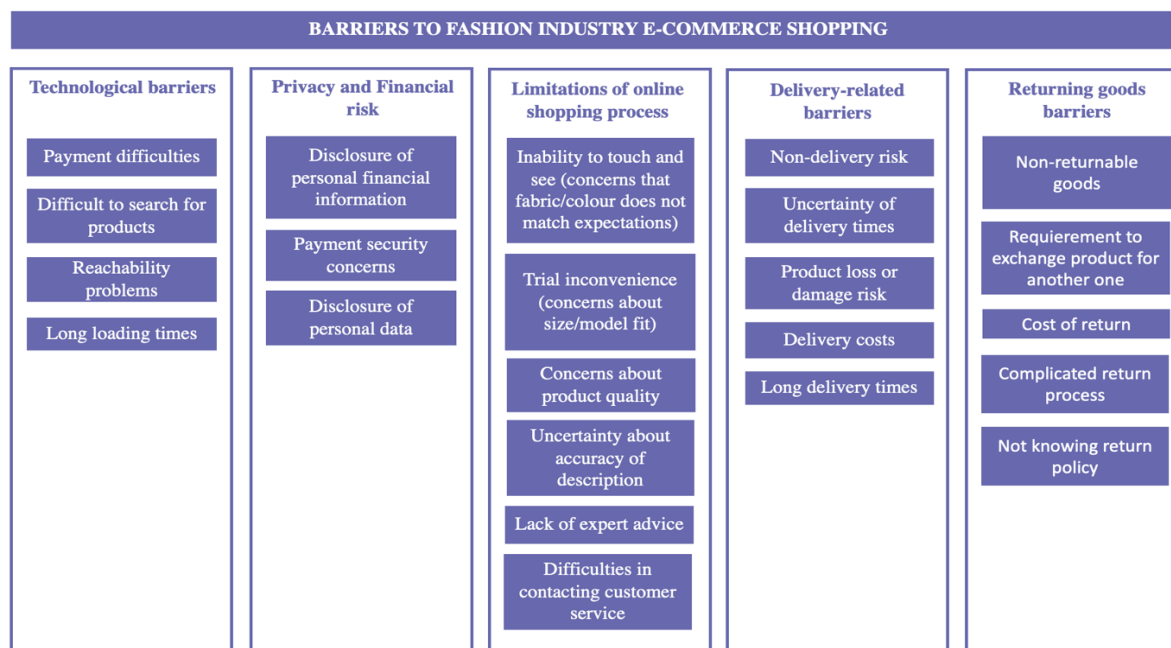 BARRIERS TO FASHION INDUSTRY E-COMMERCE SHOPPING
Technological barriers
Payment difficulties
Difficult to search for
products
Reachability
problems
Long loading times
Privacy and Financial
risk
Disclosure of
personal financial
information
Payment security
concerns
Disclosure of
personal data
Limitations of online
shopping process
Inability to touch and
see (concerns that
fabric/colour does not
match expectations)
Trial inconvenience
(concerns about
size/model fit)
Concerns about
product quality
Uncertainty about
accuracy of
description
Lack of expert advice
Difficulties in
contacting customer
service
Delivery-related
barriers
Non-delivery risk
Uncertainty of
delivery times
Product loss or
damage risk
Delivery costs
Long delivery times
Returning goods
barriers
Non-returnable
goods
Requierement to
exchange product for
another one
Cost of return
Complicated return
process
Not knowing return
policy